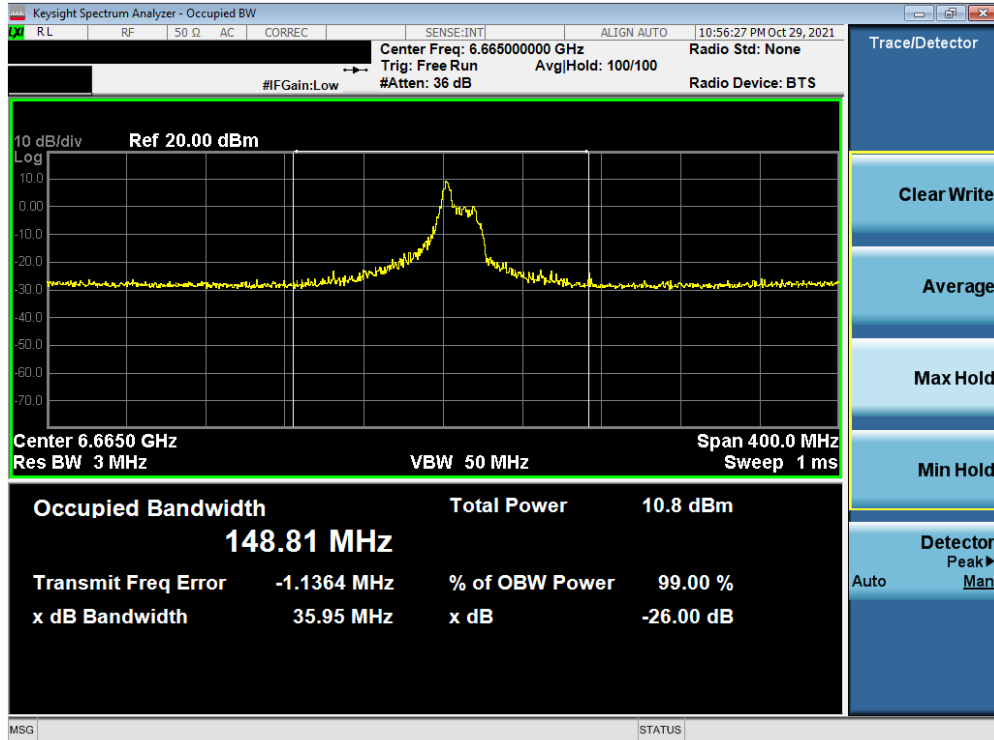 Keysight Spectrum Analyzer - Occupied BW
LXI RL RF 50 Ω AC CORREC SENSE:INT ALIGN AUTO 10:56:27 PM Oct 29, 2021
Center Freq: 6.665000000 GHz Radio Std: None
Trig: Free Run Avg|Hold: 100/100
#IFGain:Low #Atten: 36 dB Radio Device: BTS
10 dB/div Ref 20.00 dBm
Log
10.0
0.00
-10.0
-20.0
-30.0
-40.0
-50.0
-60.0
-70.0
Center 6.6650 GHz Span 400.0 MHz
Res BW 3 MHz VBW 50 MHz Sweep 1 ms
Occupied Bandwidth Total Power 10.8 dBm
148.81 MHz
Transmit Freq Error -1.1364 MHz % of OBW Power 99.00 %
x dB Bandwidth 35.95 MHz x dB -26.00 dB
MSG STATUS
Trace/Detector
Clear Write
Average
Max Hold
Min Hold
Detector
Peak▶
Auto Man